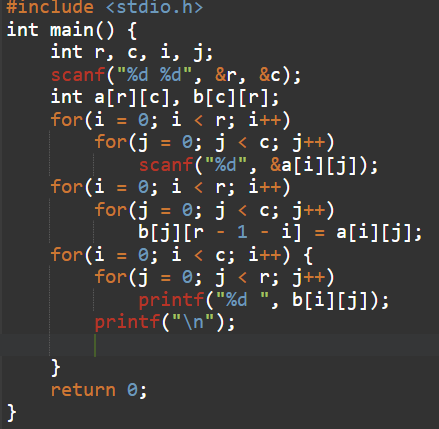 #include <stdio.h>
int main() {
    int r, c, i, j;
    scanf("%d %d", &r, &c);
    int a[r][c], b[c][r];
    for(i = 0; i < r; i++)
        for(j = 0; j < c; j++)
            scanf("%d", &a[i][j]);
    for(i = 0; i < r; i++)
        for(j = 0; j < c; j++)
            b[j][r - 1 - i] = a[i][j];
    for(i = 0; i < c; i++) {
        for(j = 0; j < r; j++)
            printf("%d ", b[i][j]);
        printf("\n");
    }
    return 0;
}